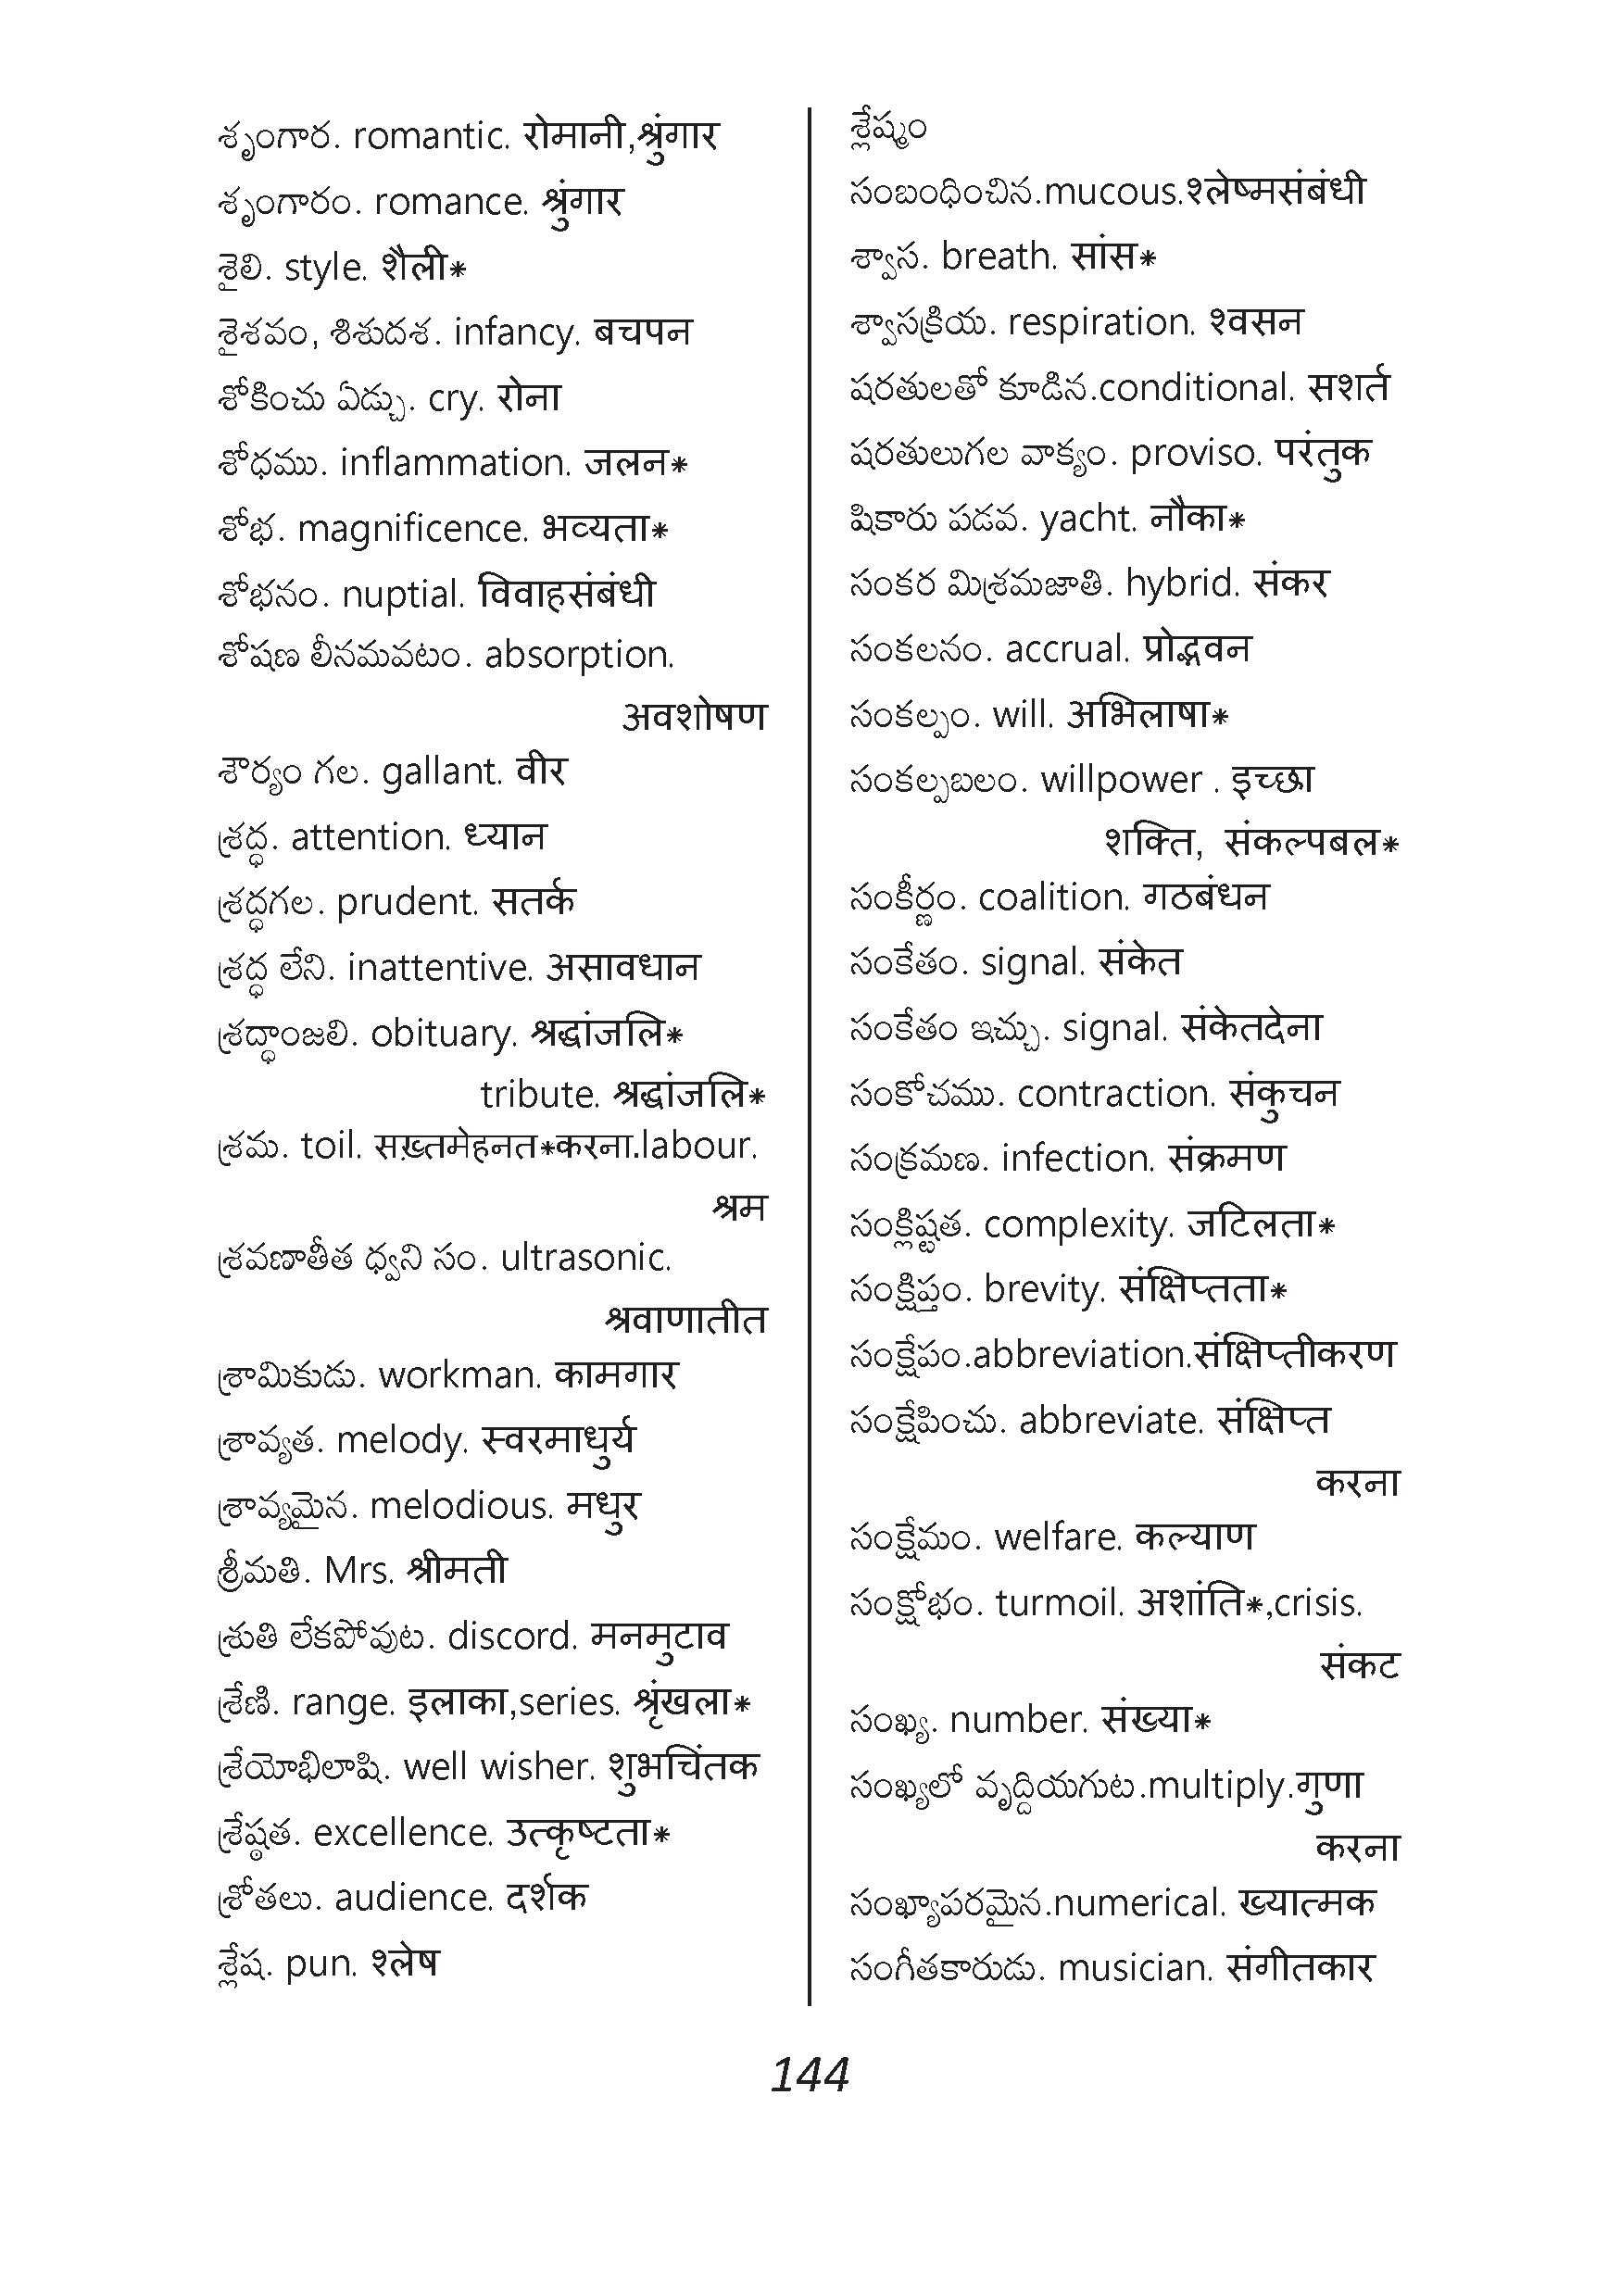 శృంగార. romantic. रोमानी,श्रुंगार
శృంగారం. romance. श्रुंगार
శైలి. style. शैली*
శైశవం, శిశుదశ. infancy. बचपन
శోకించు ఏడ్చు. cry. रोना
శోధము. inflammation. जलन*
శోభ. magnificence. भव्यता*
శోభనం. nuptial. विवाहसंबंधी
శోషణ లీనమవటం. absorption.
अवशोषण
శౌర్యం గల. gallant. वीर
శ్రద్ధ. attention. ध्यान
శ్రద్ధగల. prudent. सतर्क
శ్రద్ధ లేని. inattentive. असावधान
శ్రద్ధాంజలి. obituary. श्रद्धांजलि*
tribute. श्रद्धांजलि*
శ్రమ. toil. सख़्तमेहनत*करना.labour.
श्रम
శ్రవణాతీత ధ్వని సం. ultrasonic.
श्रवाणातीत
శ్రామికుడు. workman. कामगार
శ్రావ్యత. melody. स्वरमाधुर्य
శ్రావ్యమైన. melodious. मधुर
శ్రీమతి. Mrs. श्रीमती
శ్రుతి లేకపోవుట. discord. मनमुटाव
శ్రేణి. range. इलाका,series. श्रृंखला*
శ్రేయోభిలాషి. well wisher. शुभचिंतक
శ్రేష్ఠత. excellence. उत्कृष्टता*
శ్రోతలు. audience. दर्शक
శ్లేష. pun. श्लेष
శ్లేష్మం
సంబంధించిన.mucous.श्लेष्मसंबंधी
శ్వాస. breath. सांस*
శ్వాసక్రియ. respiration. श्वसन
షరతులతో కూడిన.conditional. सशर्त
షరతులుగల వాక్యం. proviso. परंतुक
షికారు పడవ. yacht. नौका*
సంకర మిశ్రమజాతి. hybrid. संकर
సంకలనం. accrual. प्रोद्भवन
సంకల్పం. will. अभिलाषा*
సంకల్పబలం. willpower . इच्छा
शक्ति, संकल्पबल*
సంకీర్ణం. coalition. गठबंधन
సంకేతం. signal. संकेत
సంకేతం ఇచ్చు. signal. संकेतदेना
సంకోచము. contraction. संकुचन
సంక్రమణ. infection. संक्रमण
సంక్లిష్టత. complexity. जटिलता*
సంక్షిప్తం. brevity. संक्षिप्तता*
సంక్షేపం.abbreviation.संक्षिप्तीकरण
సంక్షేపించు. abbreviate. संक्षिप्त
करना
సంక్షేమం. welfare. कल्याण
సంక్షోభం. turmoil. अशांति*,crisis.
संकट
సంఖ్య. number. संख्या*
సంఖ్యలో వృద్దియగుట.multiply.गुणा
करना
సంఖ్యాపరమైన.numerical. ख्यात्मक
సంగీతకారుడు. musician. संगीतकार
144